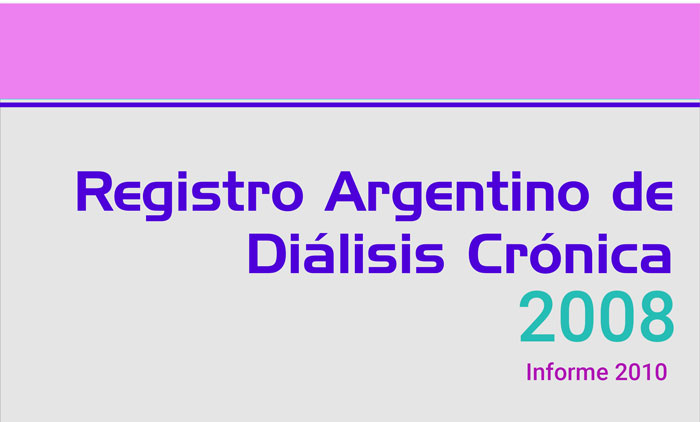 Registro Argentino de
Diálisis Crónica
2008
Informe 2010